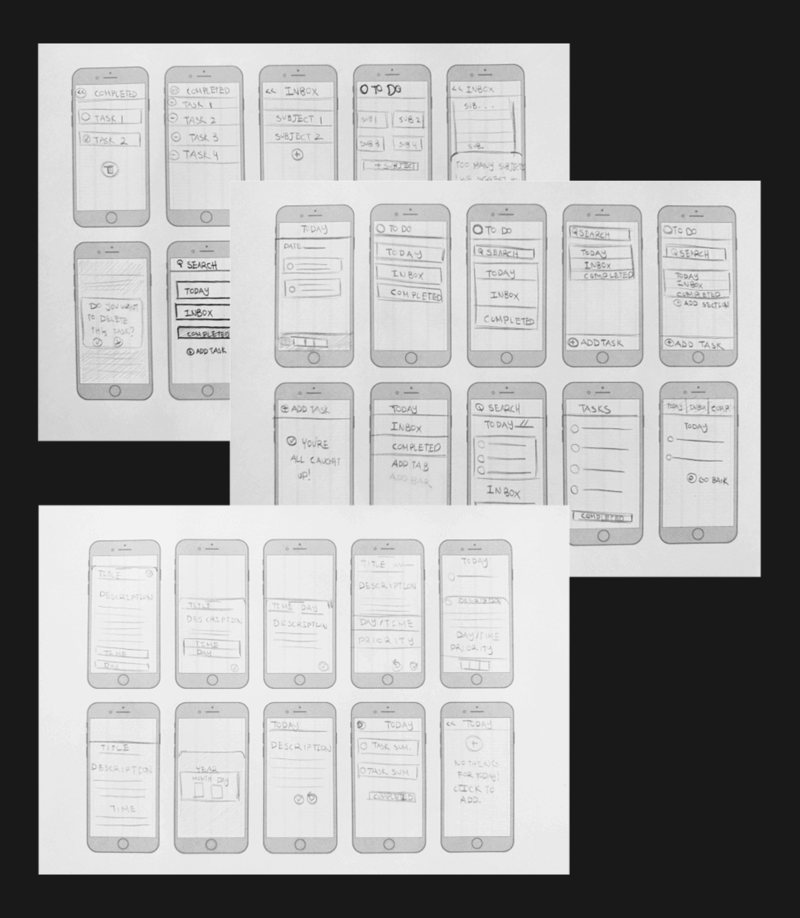 << COMPLETED
TASK 1
TASK 2
COMPLETED
TASK 1
TASK 2
TASK 3
TASK 4
<< INBOX
SUBJECT 1
SUBJECT 2
TO DO
SUB 1
SUB 2
SUB 3
SUB 4
+ SUBJECT
<< INBOX
SUB...
SUB.
TOO MANY SUBJECT
DO YOU WANT
TO DELETE
THIS TASK?
SEARCH
TODAY
INBOX
COMPLETED
ADD TASK
TODAY
DATE
TO DO
TODAY
INBOX
COMPLETED
TO DO
SEARCH
TODAY
INBOX
COMPLETED
SEARCH
TODAY
INBOX
COMPLETED
ADD TASK
TO DO
SEARCH
TODAY
INBOX
COMPLETED
ADD SECTION
ADD TASK
ADD TASK
YOU'RE
ALL CAUGHT
UP!
TODAY
INBOX
COMPLETED
ADD TAB
ADD BAR
SEARCH
TODAY
INBOX
TASKS
COMPLETED
TODAY INBX COMP.
TODAY
GO BACK
TITLE
DESCRIPTION
TIME
DAY
TITLE
DESCRIPTION
TIME
DAY
TIME DAY
DESCRIPTION
TITLE
DESCRIPTION
DAY/TIME
PRIORITY
TODAY
DESCRIPTION
DAY/TIME
PRIORITY
TITLE
DESCRIPTION
TIME
YEAR
MONTH DAY
TODAY
DESCRIPTION
TODAY
TASK SUM.
TASK SUM
COMPLETED
<< TODAY
NOTHING
FOR TODAY!
CLICK TO
ADD.